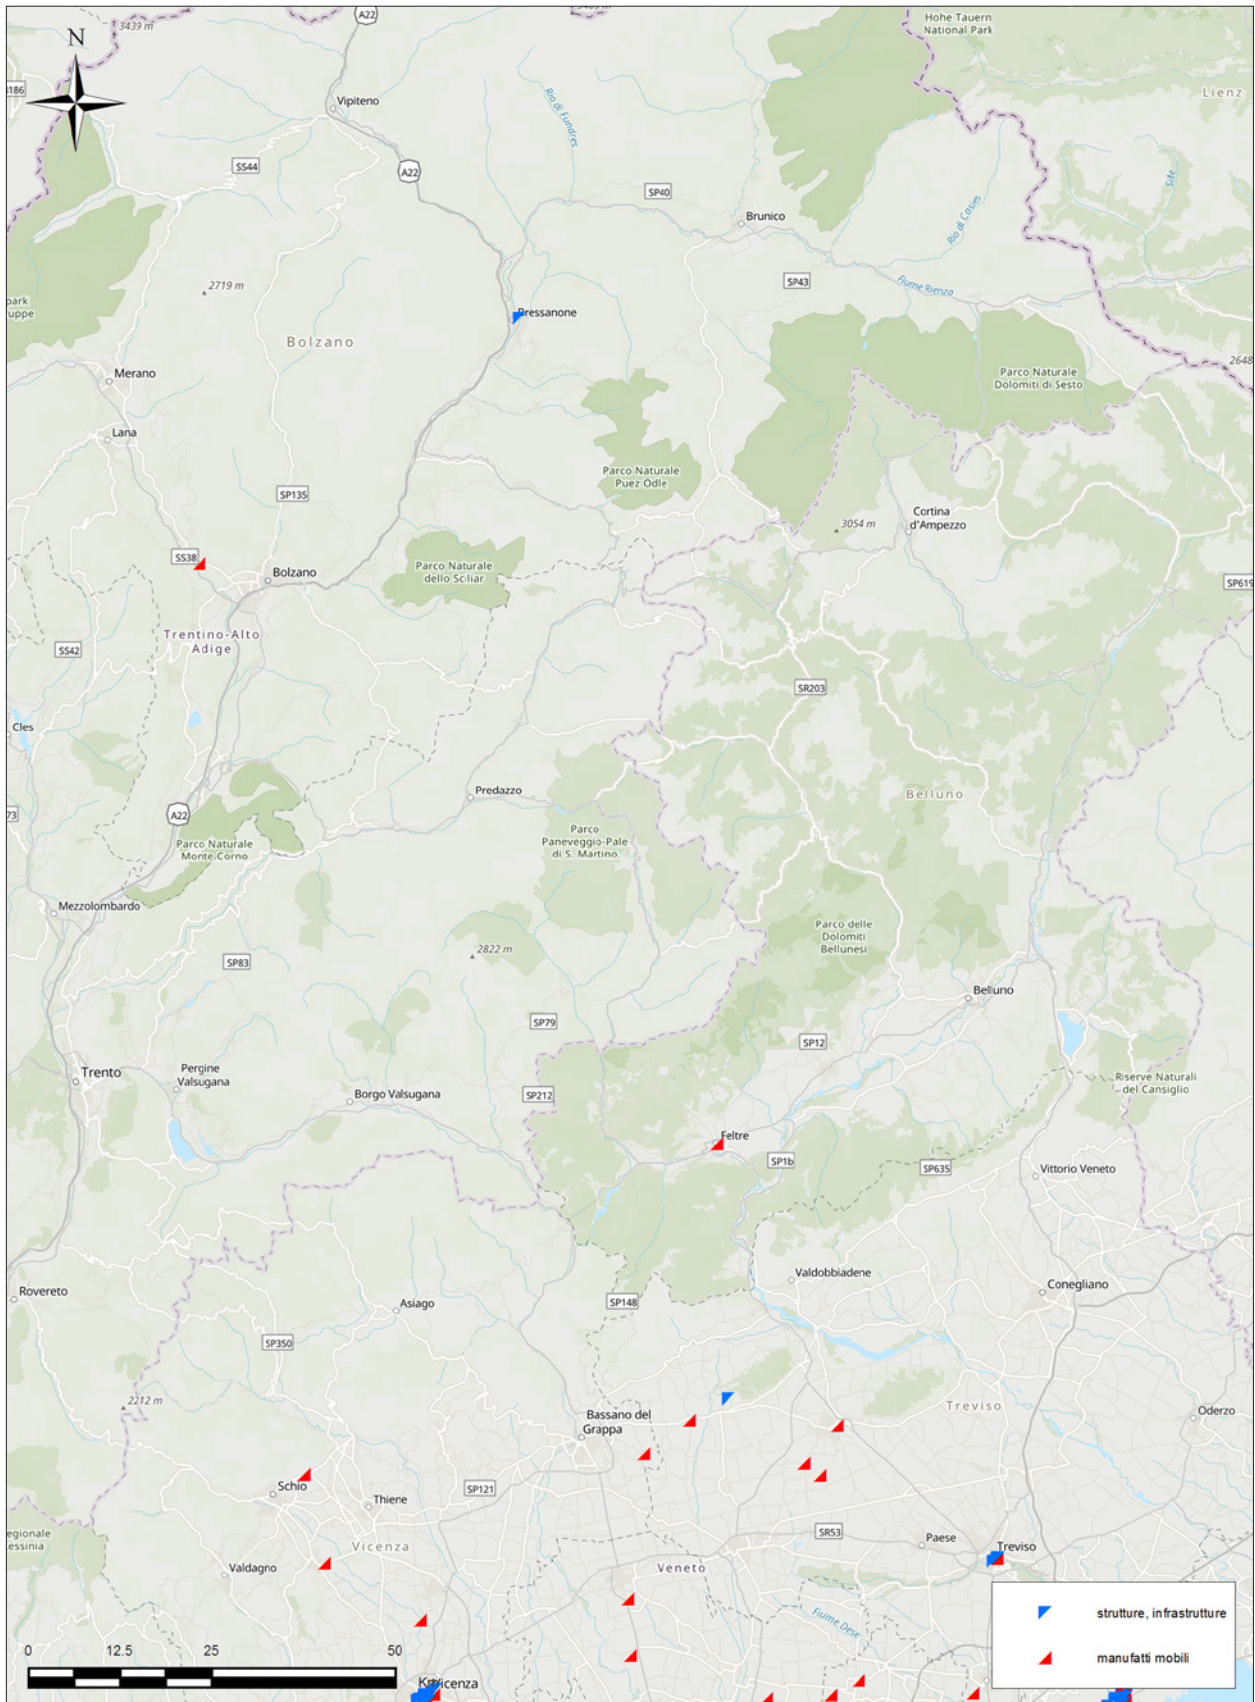 A22
3439 m
Hohe Tauern
National Park
N
Lienz
Vipiteno
Rio di Fundres
SS44
A22
SP40
Sile
Brunico
Rio di Casies
2719 m
SP43
Fiume Rienza
Bressanone
Bolzano
2648
Merano
Parco Naturale
Dolomiti di Sesto
Lana
Parco Naturale
Puez Odle
SP135
Cortina
d'Ampezzo
3054 m
SS38
Bolzano
Parco Naturale
dello Sciliar
SP619
Trentino-Alto
Adige
SS42
SR203
Cles
Predazzo
Belluno
A22
73
Parco Naturale
Monte Corno
Parco
Paneveggio-Pale
di S. Martino
Mezzolombardo
Parco delle
Dolomiti
Bellunesi
2822 m
SP83
Belluno
SP79
SP12
Trento
Pergine
Valsugana
Borgo Valsugana
SP212
Riserve Naturali
del Cansiglio
Feltre
SP1b
SP635
Vittorio Veneto
Valdobbiadene
Rovereto
Conegliano
SP148
Asiago
SP350
2212 m
Treviso
Bassano del
Grappa
Oderzo
Schio
SP121
Thiene
SR53
Paese
Treviso
egionale
essinia
Vicenza
Valdagno
Veneto
Fiume Dese
strutture, infrastrutture
manufatti mobili
0 12.5 25 50